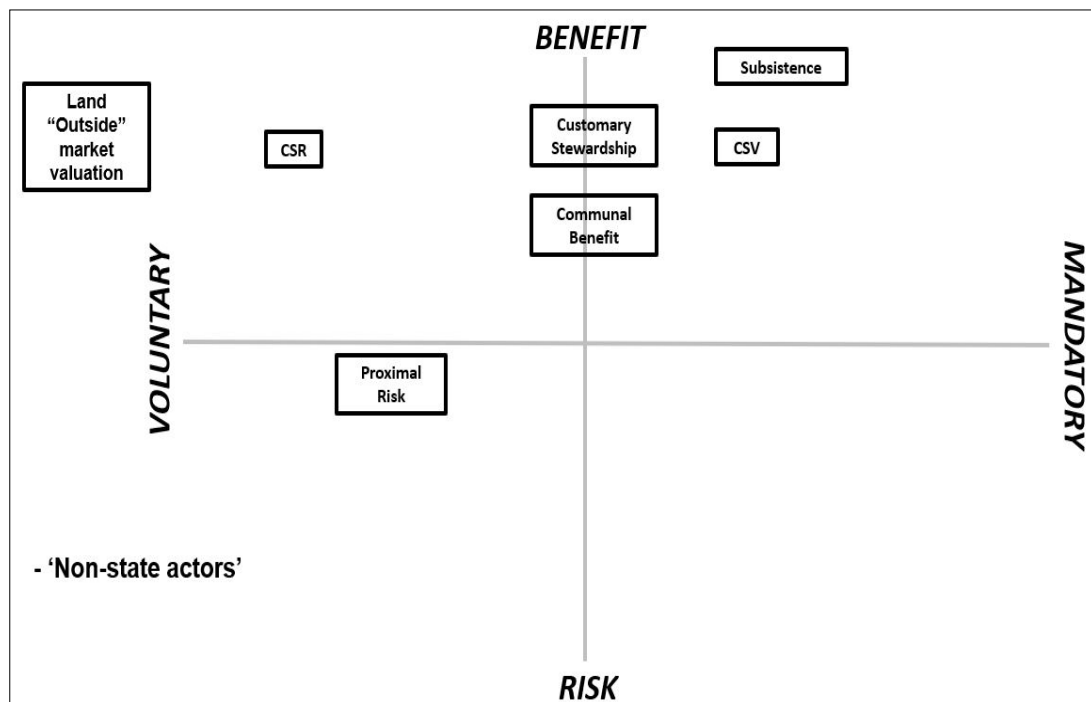 BENEFIT
Subsistence
Land
“Outside”
market
valuation
CSR
Customary
Stewardship
CSV
Communal
Benefit
VOLUNTARY
MANDATORY
Proximal
Risk
- ‘Non-state actors’
RISK